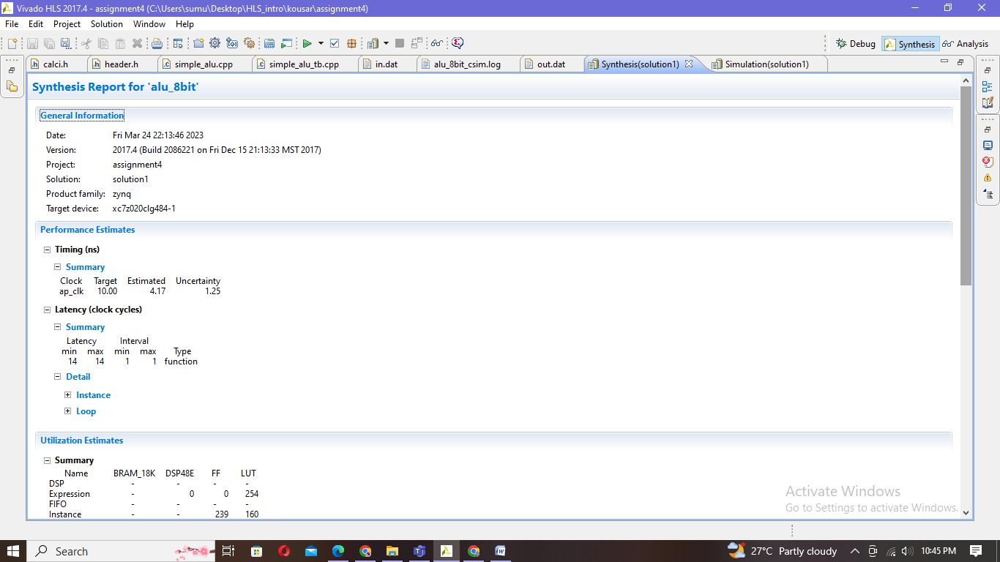 Vivado HLS 2017.4 - assignment4 (C:\Users\sumu\Desktop\HLS_intro\kousar\assignment4)
File Edit Project Solution Window Help
Debug Synthesis Analysis
calci.h header.h simple_alu.cpp simple_alu_tb.cpp in.dat alu_8bit_csim.log out.dat Synthesis(solution1) Simulation(solution1)
Synthesis Report for 'alu_8bit'
General Information
Date: Fri Mar 24 22:13:46 2023
Version: 2017.4 (Build 2086221 on Fri Dec 15 21:13:33 MST 2017)
Project: assignment4
Solution: solution1
Product family: zynq
Target device: xc7z020clg484-1
Performance Estimates
Timing (ns)
Summary
Clock Target Estimated Uncertainty
ap_clk 10.00 4.17 1.25
Latency (clock cycles)
Summary
Latency Interval
min max min max Type
14 14 1 1 function
Detail
Instance
Loop
Utilization Estimates
Summary
Name BRAM_18K DSP48E FF LUT
DSP - - - -
Expression - 0 0 254
FIFO - - - -
Instance - - 239 160
Activate Windows
Go to Settings to activate Windows.
Search
27°C Partly cloudy
10:45 PM